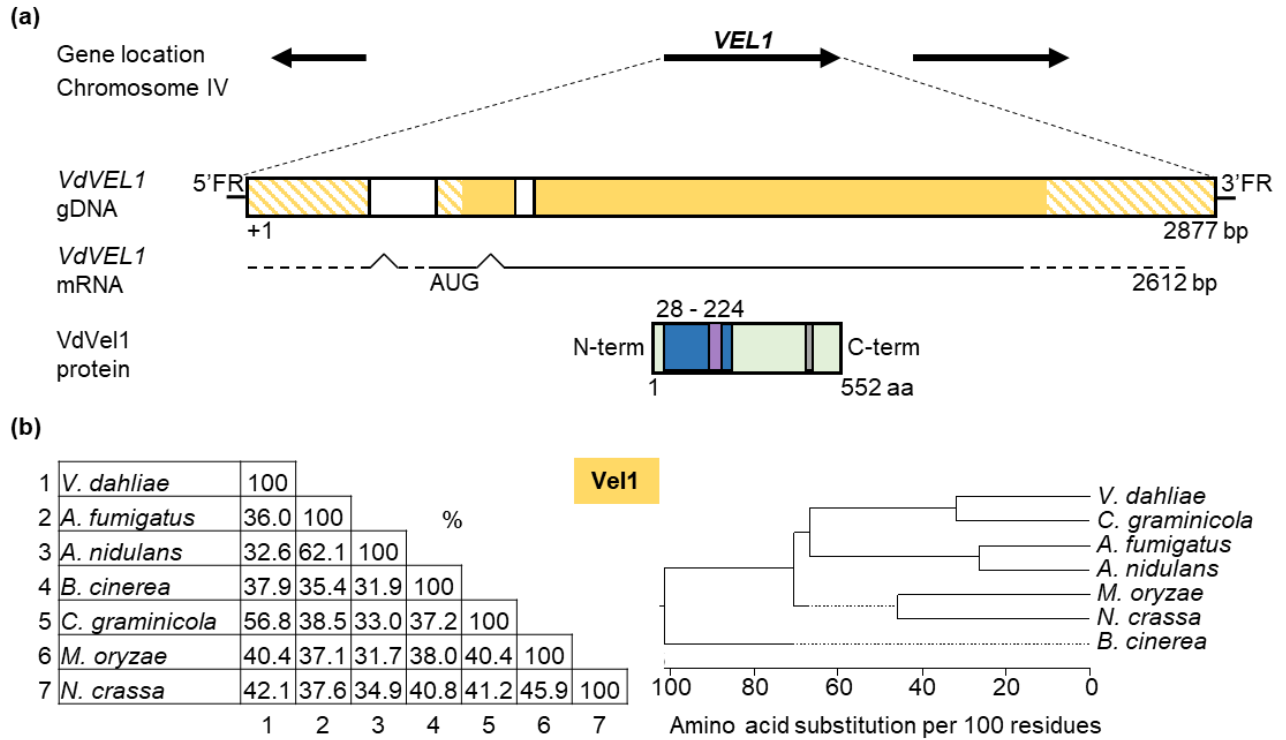 (a)
Gene location
Chromosome IV
VEL1
VdVEL1
gDNA
5'FR
3'FR
+1
2877 bp
VdVEL1
mRNA
AUG
2612 bp
VdVel1
protein
28 - 224
N-term
C-term
1
552 aa
(b)
1 V. dahliae 100
2 A. fumigatus 36.0 100
3 A. nidulans 32.6 62.1 100
4 B. cinerea 37.9 35.4 31.9 100
5 C. graminicola 56.8 38.5 33.0 37.2 100
6 M. oryzae 40.4 37.1 31.7 38.0 40.4 100
7 N. crassa 42.1 37.6 34.9 40.8 41.2 45.9 100
1 2 3 4 5 6 7
%
Vel1
V. dahliae
C. graminicola
A. fumigatus
A. nidulans
M. oryzae
N. crassa
B. cinerea
100 80 60 40 20 0
Amino acid substitution per 100 residues